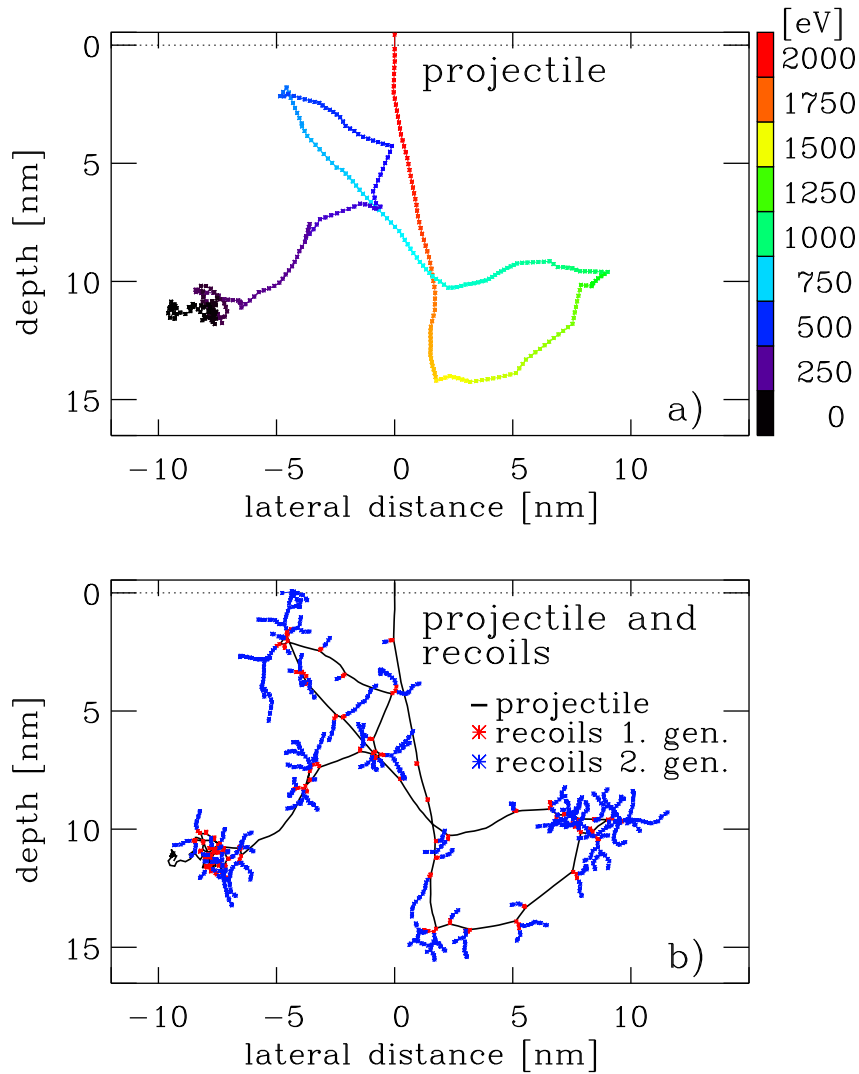 [eV]
0
projectile
2000
1750
5
1500
1250
depth [nm]
1000
10
750
500
250
15
a)
0
−10 −5 0 5 10
lateral distance [nm]
0
projectile and
recoils
5
projectile
recoils 1. gen.
recoils 2. gen.
depth [nm]
10
15
b)
−10 −5 0 5 10
lateral distance [nm]